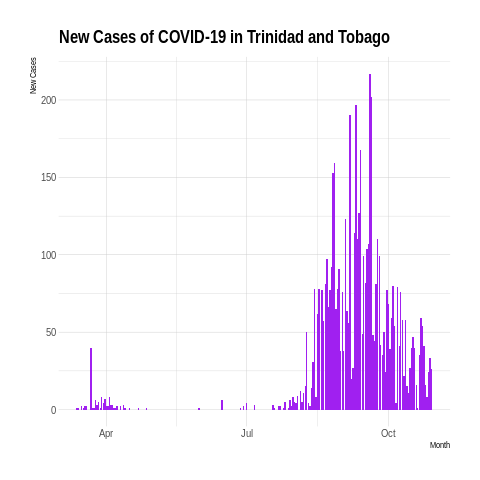 New Cases of COVID-19 in Trinidad and Tobago
New Cases
200
150
100
50
0
Apr
Jul
Oct
Month